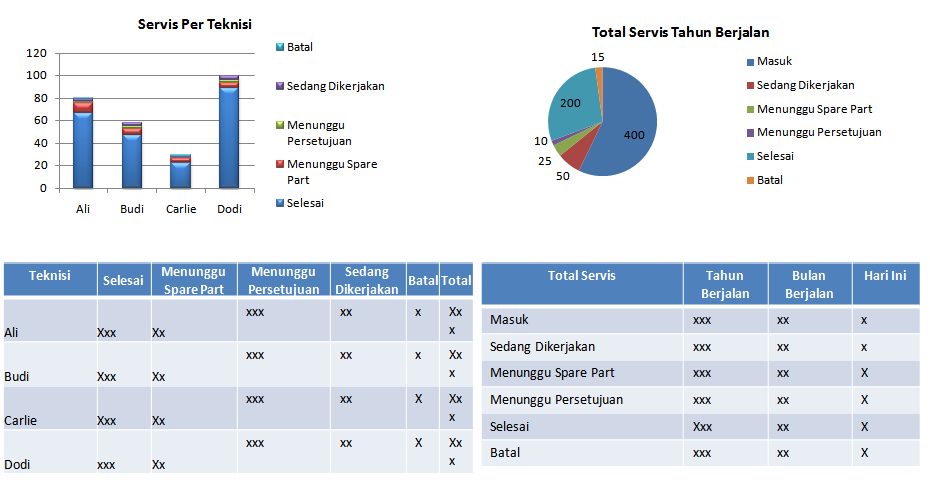 Servis Per Teknisi
120
100
80
60
40
20
0
Ali Budi Carlie Dodi
Batal
Sedang Dikerjakan
Menunggu
Persetujuan
Menunggu Spare
Part
Selesai
Total Servis Tahun Berjalan
15
200
400
10
25
50
Masuk
Sedang Dikerjakan
Menunggu Spare Part
Menunggu Persetujuan
Selesai
Batal
Teknisi Selesai Menunggu Spare Part Menunggu Persetujuan Sedang Dikerjakan Batal Total
Ali Xxx Xx xxx xx x Xx x
Budi Xxx Xx xxx xx x Xx x
Carlie Xxx Xx xxx xx X Xx x
Dodi xxx Xx xxx xx X Xx x
Total Servis Tahun Berjalan Bulan Berjalan Hari Ini
Masuk xxx xx x
Sedang Dikerjakan xxx xx x
Menunggu Spare Part xxx xx X
Menunggu Persetujuan xxx xx X
Selesai Xxx xx X
Batal xxx xx X